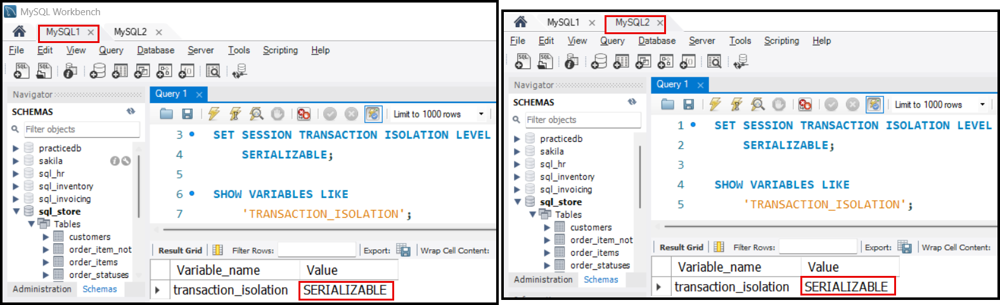 MySQL Workbench
MySQL1 × MySQL2 ×
File Edit View Query Database Server Tools Scripting Help
SQL SQL
Navigator
Query 1 ×
SCHEMAS
Limit to 1000 rows
Filter objects
practicedb
sakila
sql_hr
sql_inventory
sql_invoicing
sql_store
Tables
customers
order_item_not
order_items
order_statuses
Administration Schemas
3 SET SESSION TRANSACTION ISOLATION LEVEL
4 SERIALIZABLE;
5
6 SHOW VARIABLES LIKE
7 'TRANSACTION_ISOLATION';
Result Grid Filter Rows: Export: Wrap Cell Content:
Variable_name Value
transaction_isolation SERIALIZABLE
MySQL1 × MySQL2 ×
File Edit View Query Database Server Tools Scripting Help
SQL SQL
Navigator
Query 1 ×
SCHEMAS
Limit to 1000 rows
Filter objects
practicedb
sakila
sql_hr
sql_inventory
sql_invoicing
sql_store
Tables
customers
order_item_not
order_items
order_statuses
Administration Schemas
1 SET SESSION TRANSACTION ISOLATION LEVEL
2 SERIALIZABLE;
3
4 SHOW VARIABLES LIKE
5 'TRANSACTION_ISOLATION';
Result Grid Filter Rows: Export: Wrap Cell Content:
Variable_name Value
transaction_isolation SERIALIZABLE